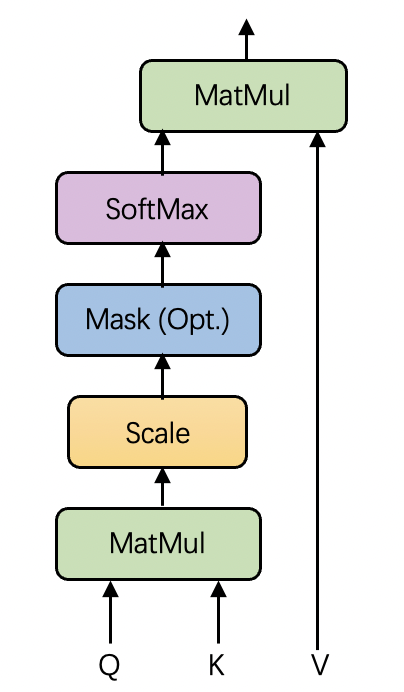 MatMul
SoftMax
Mask (Opt.)
Scale
MatMul
Q K V